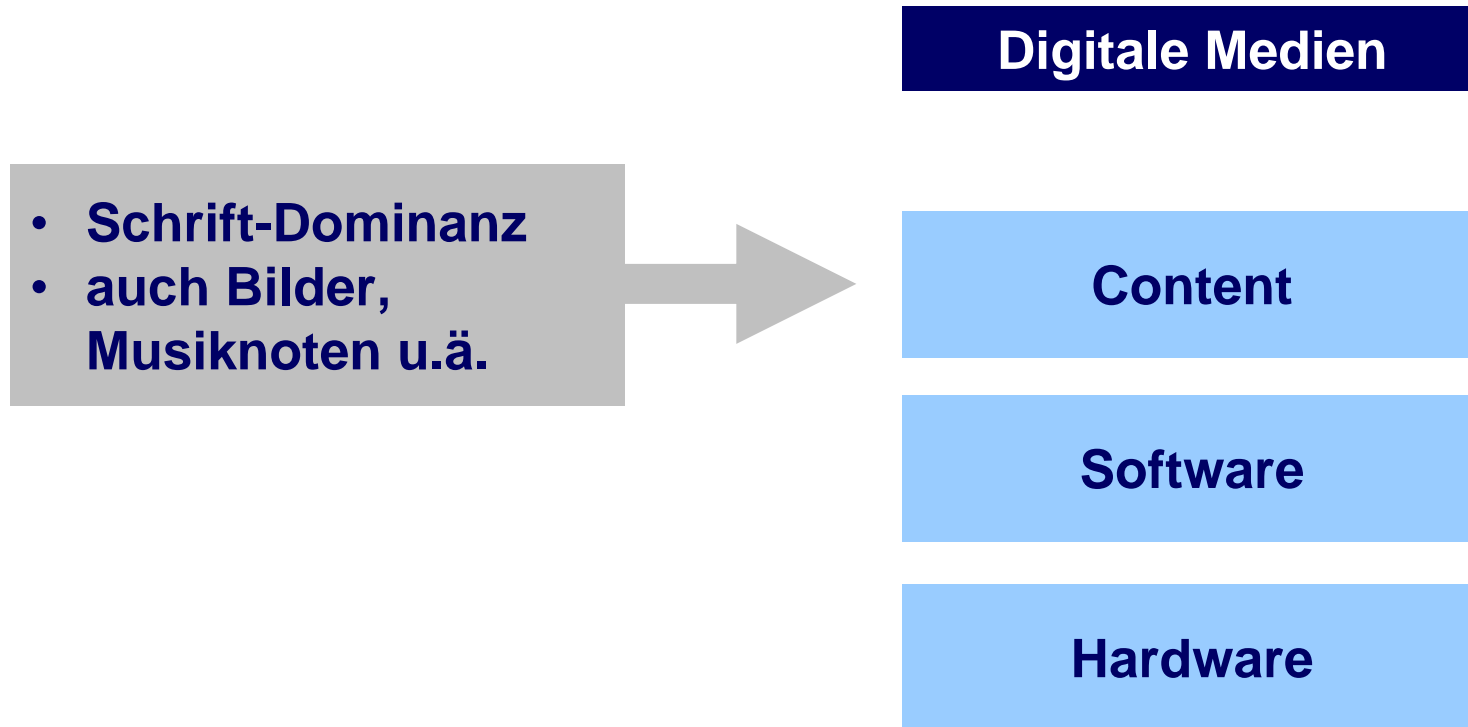 Digitale Medien
• Schrift-Dominanz
• auch Bilder,
Musiknoten u.ä.
Content
Software
Hardware